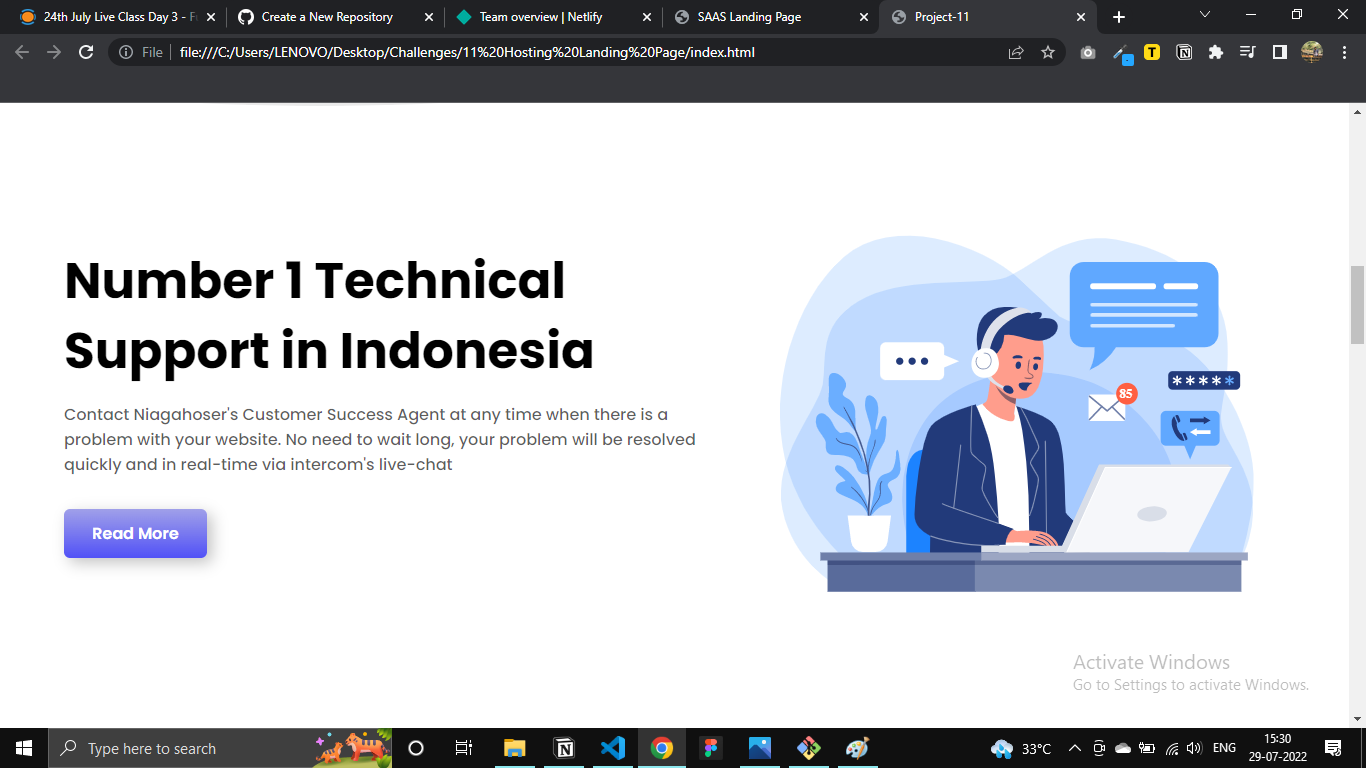 24th July Live Class Day 3 - F
Create a New Repository
Team overview | Netlify
SAAS Landing Page
Project-11
File
file:///C:/Users/LENOVO/Desktop/Challenges/11%20Hosting%20Landing%20Page/index.html
Number 1 Technical
Support in Indonesia
Contact Niagahoser's Customer Success Agent at any time when there is a
problem with your website. No need to wait long, your problem will be resolved
quickly and in real-time via intercom's live-chat
Read More
85
*****
Activate Windows
Go to Settings to activate Windows.
Type here to search
33°C
ENG
15:30
29-07-2022